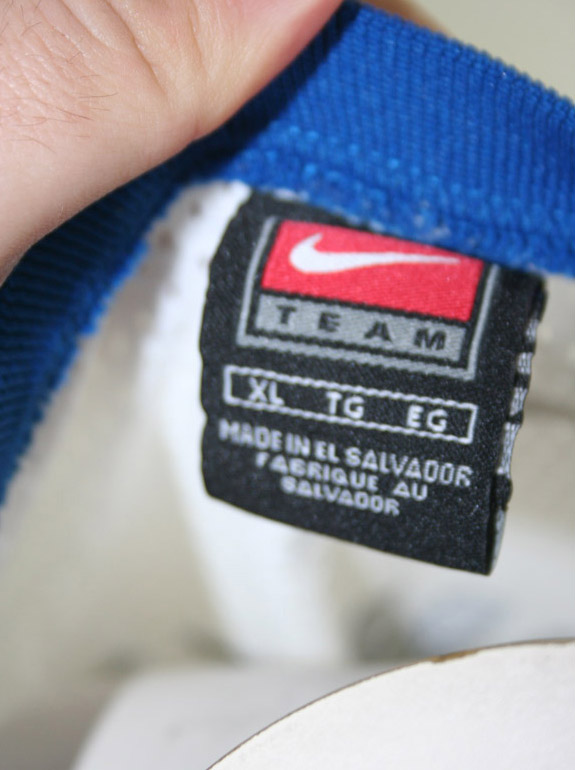 TEAM
XL TG EG
MADE IN EL SALVADOR
FABRIQUE AU
SALVADOR